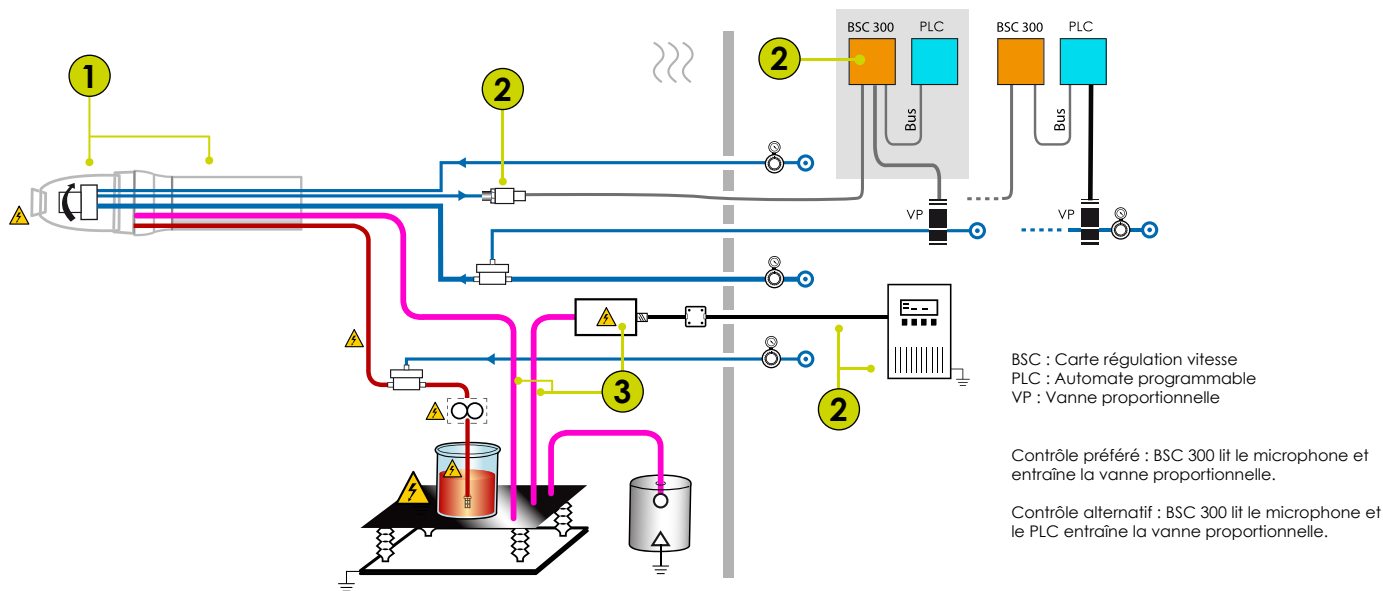 BSC 300
PLC
BSC 300
PLC
1
2
2
Bus
Bus
VP
VP
3
2
BSC : Carte régulation vitesse
PLC : Automate programmable
VP : Vanne proportionnelle
Contrôle préféré : BSC 300 lit le microphone et
entraîne la vanne proportionnelle.
Contrôle alternatif : BSC 300 lit le microphone et
le PLC entraîne la vanne proportionnelle.